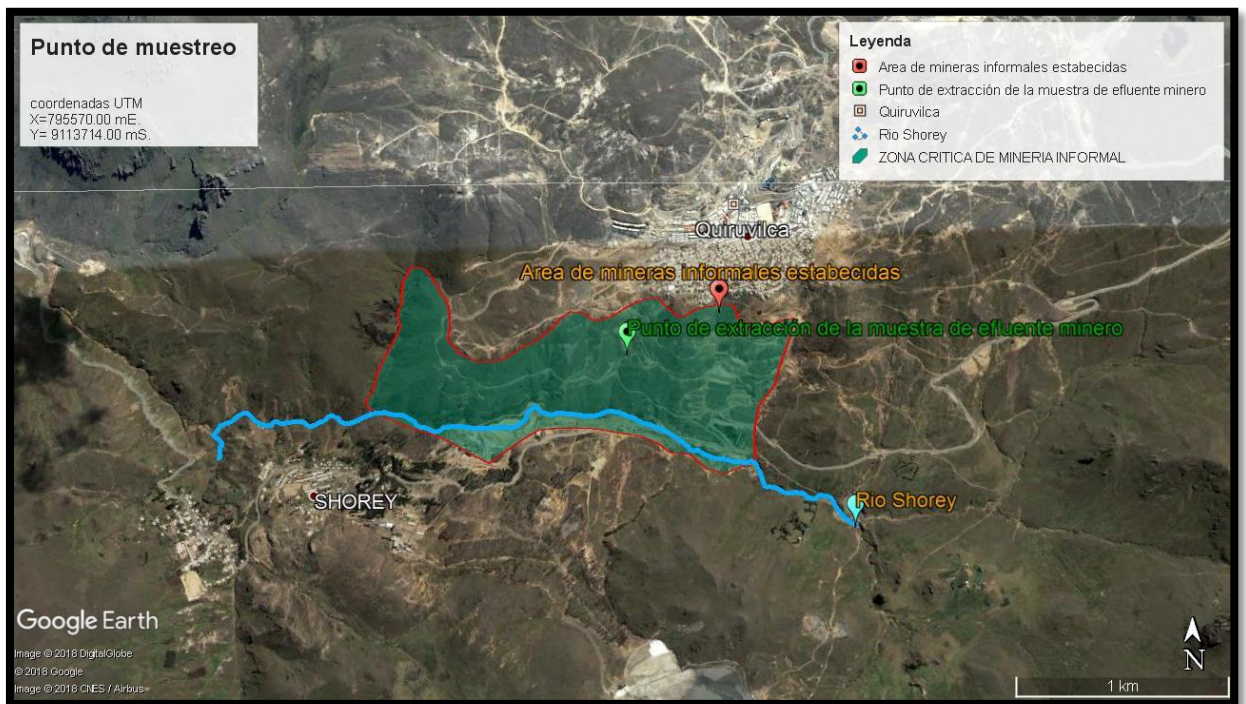 Punto de muestreo
coordenadas UTM
X=795570.00 mE.
Y= 9113714.00 mS.
Leyenda
Area de mineras informales estabecidas
Punto de extracción de la muestra de efluente minero
Quiruvilca
Rio Shorey
ZONA CRITICA DE MINERIA INFORMAL
Quiruvilca
Area de mineras informales estabecidas
Punto de extracción de la muestra de efluente minero
SHOREY
Rio Shorey
Google Earth
Image © 2018 DigitalGlobe
© 2018 Google
Image © 2018 CNES / Airbus
N
1 km